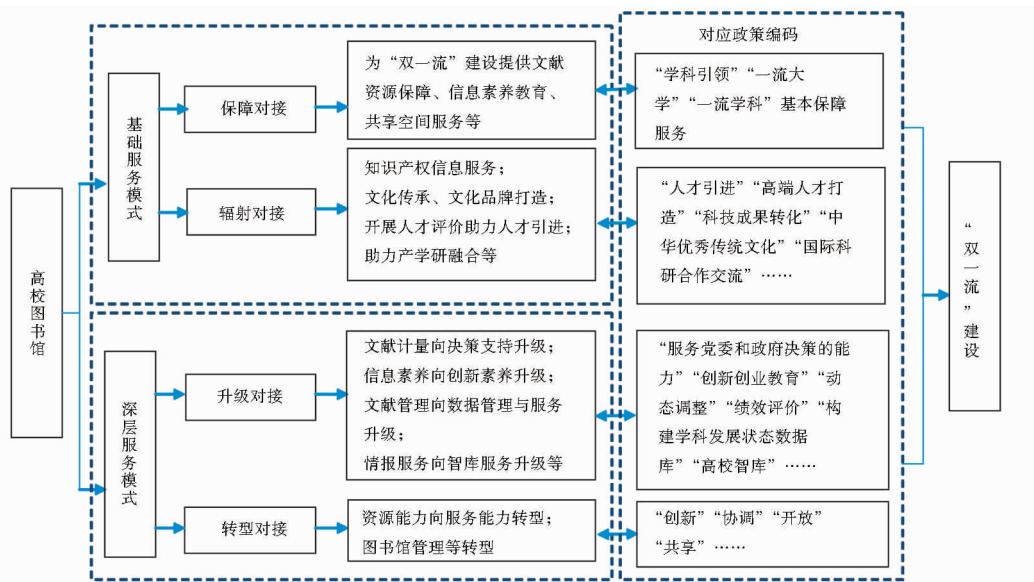 高校图书馆
基础服务模式
保障对接
为“双一流”建设提供文献
资源保障、信息素养教育、
共享空间服务等
辐射对接
知识产权信息服务；
文化传承、文化品牌打造；
开展人才评价助力人才引进；
助力产学研融合等
深层服务模式
升级对接
文献计量向决策支持升级；
信息素养向创新素养升级；
文献管理向数据管理与服务
升级；
情报服务向智库服务升级等
转型对接
资源能力向服务能力转型；
图书馆管理等转型
对应政策编码
“学科引领”“一流大
学”“一流学科”基本保障
服务
“人才引进”“高端人才打
造”“科技成果转化”“中
华优秀传统文化”“国际科
研合作交流”……
“服务党委和政府决策的能
力”“创新创业教育”“动
态调整”“绩效评价”“构
建学科发展状态数据
库”“高校智库”……
“创新”“协调”“开放”
“共享”……
“双一流”建设